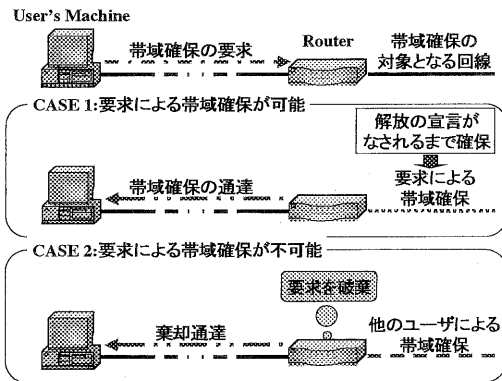 User's Machine
帯域確保の要求
Router
帯域確保の
対象となる回線
CASE 1:要求による帯域確保が可能
解放の宣言が
なされるまで確保
帯域確保の通達
要求による
帯域確保
CASE 2:要求による帯域確保が不可能
要求を破棄
棄却通達
他のユーザによる
帯域確保